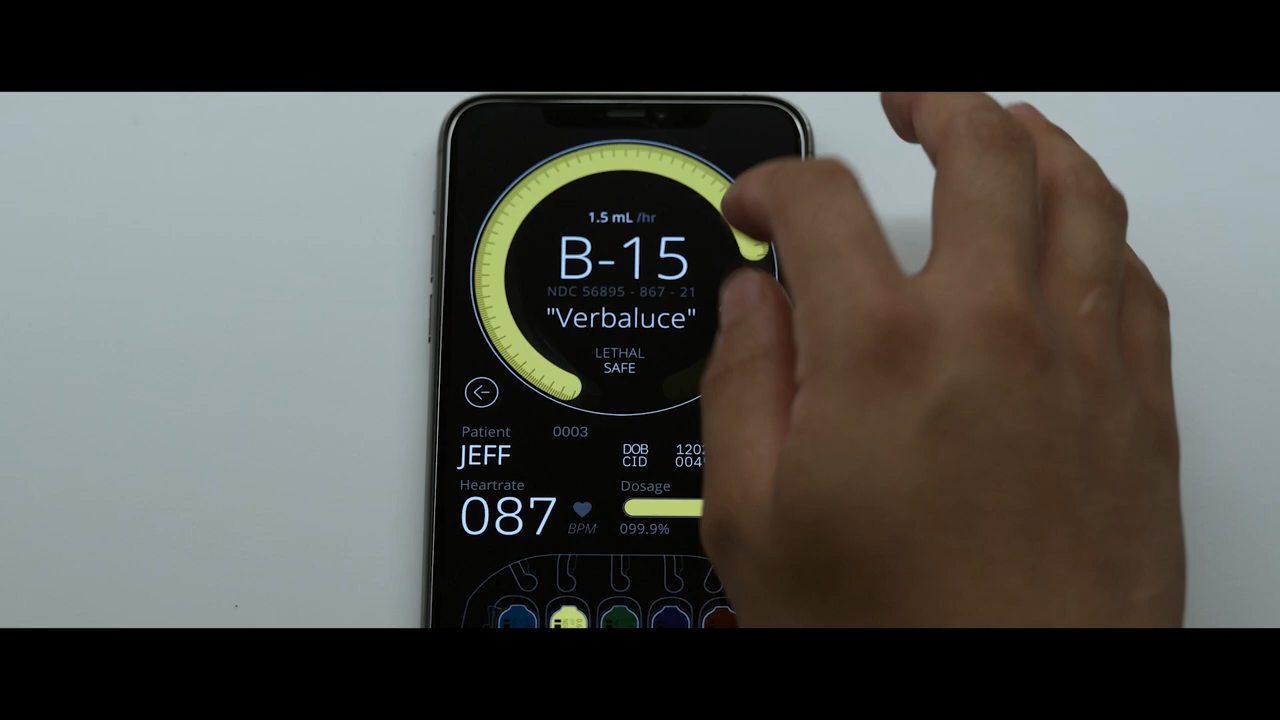 1.5 mL /hr
B-15
NDC 56895 - 867 - 21
"Verbaluce"
LETHAL
SAFE
Patient 0003
JEFF
DOB
CID
Heartrate
087
BPM
Dosage
099.9%